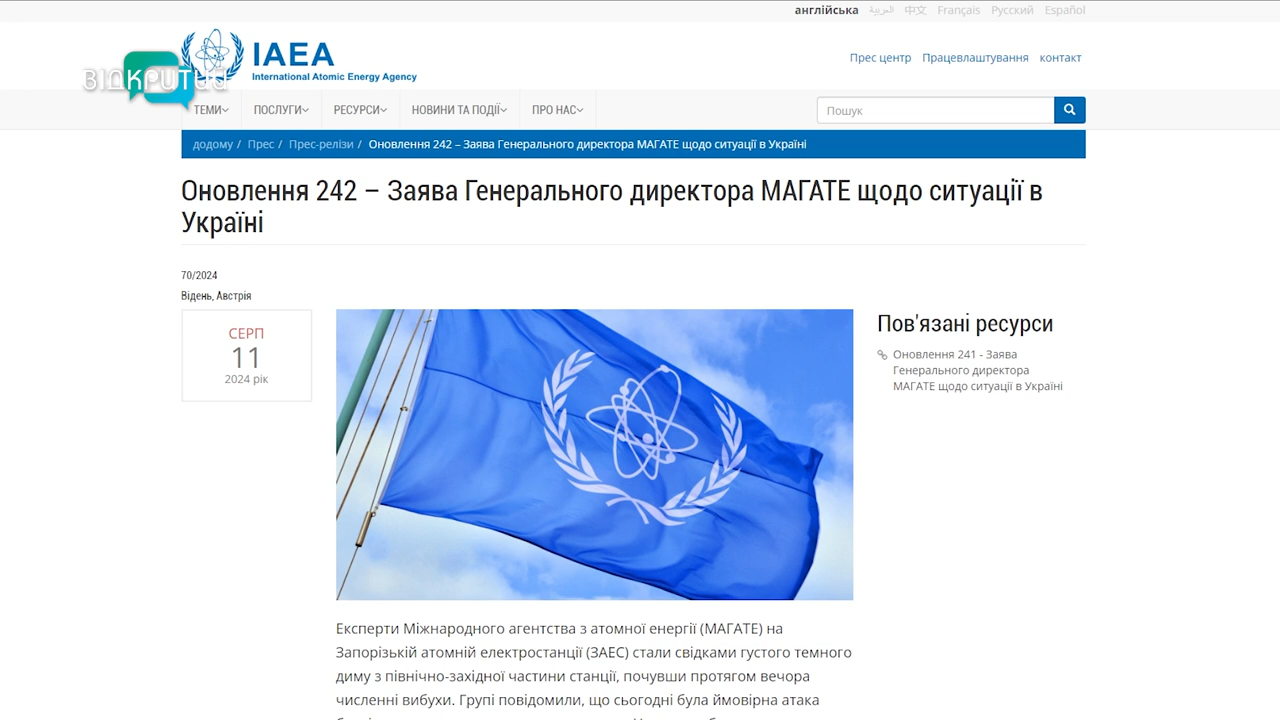 англійська العربية 中文 Français Русский Español
IAEA
International Atomic Energy Agency
Прес центр Працевлаштування контакт
ВІДКРИТИЙ
ТЕМИ ПОСЛУГИ РЕСУРСИ НОВИНИ ТА ПОДІЇ ПРО НАС Пошук
додому / Прес / Прес-релізи / Оновлення 242 – Заява Генерального директора МАГАТЕ щодо ситуації в Україні
Оновлення 242 – Заява Генерального директора МАГАТЕ щодо ситуації в
Україні
70/2024
Відень, Австрія
СЕРП
11
2024 рік
Пов'язані ресурси
Оновлення 241 - Заява
Генерального директора
МАГАТЕ щодо ситуації в Україні
Експерти Міжнародного агентства з атомної енергії (МАГАТЕ) на
Запорізькій атомній електростанції (ЗАЕС) стали свідками густого темного
диму з північно-західної частини станції, почувши протягом вечора
численні вибухи. Групі повідомили, що сьогодні була ймовірна атака